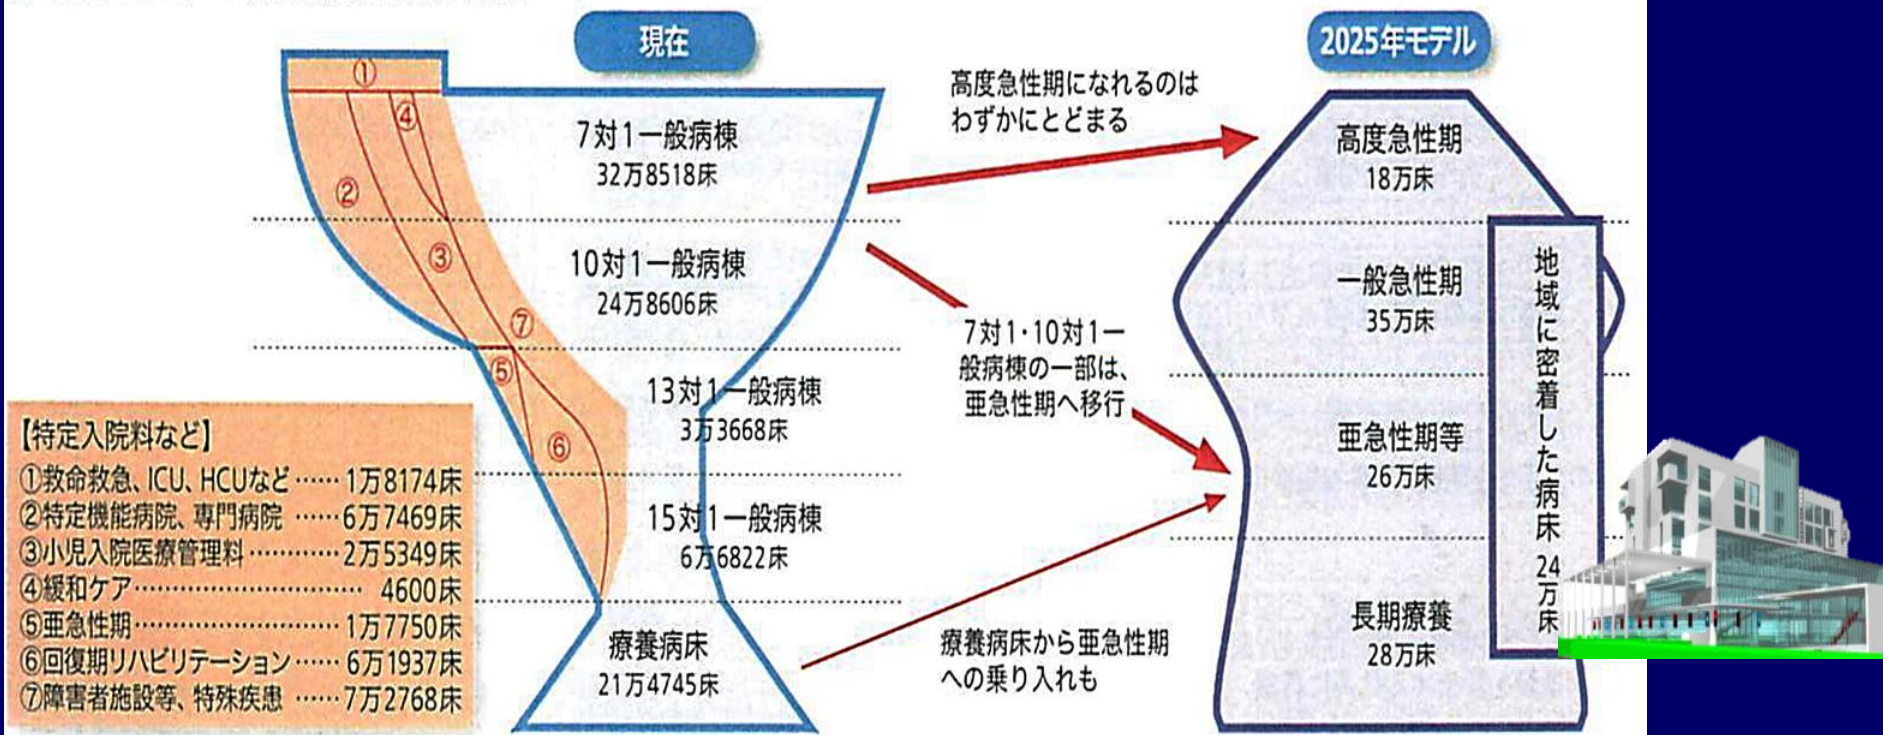 現在
①
②
③
④
⑤
⑥
⑦
7対1一般病棟
32万8518床
10対1一般病棟
24万8606床
13対1一般病棟
3万3668床
15対1一般病棟
6万6822床
療養病床
21万4745床
【特定入院料など】
①救命救急、ICU、HCUなど……1万8174床
②特定機能病院、専門病院……6万7469床
③小児入院医療管理料…………2万5349床
④緩和ケア…………………………4600床
⑤亜急性期………………………1万7750床
⑥回復期リハビリテーション……6万1937床
⑦障害者施設等、特殊疾患……7万2768床
高度急性期になれるのは
わずかにとどまる
7対1・10対1一
般病棟の一部は、
亜急性期へ移行
療養病床から亜急性期
への乗り入れも
2025年モデル
高度急性期
18万床
一般急性期
35万床
亜急性期等
26万床
長期療養
28万床
地域に密着した病床24万床